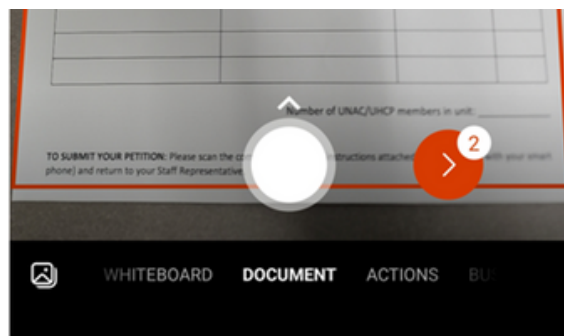 Number of UNAC/UHCP members in unit:
TO SUBMIT YOUR PETITION: Please scan the instructions attached with your smart
phone) and return to your Staff Representative
2
WHITEBOARD DOCUMENT ACTIONS